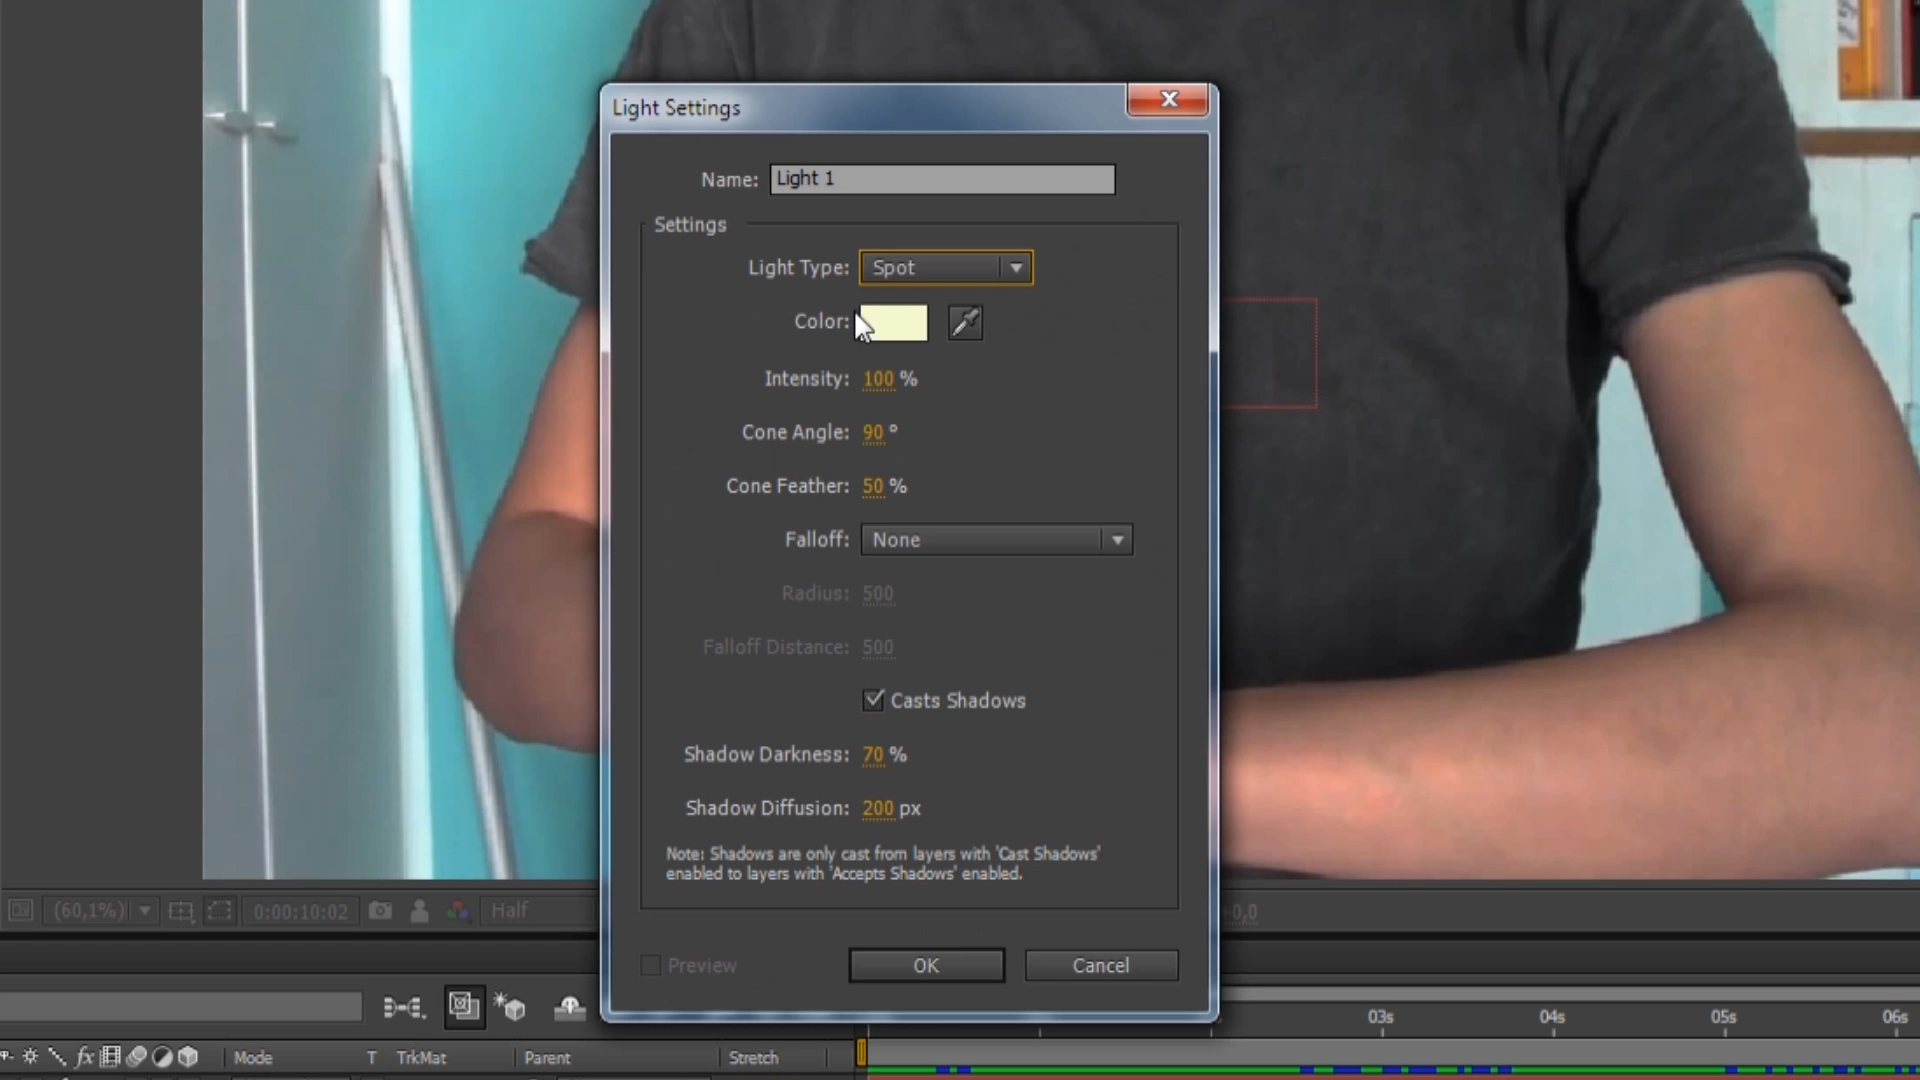 Light Settings
Name: Light 1
Settings
Light Type: Spot
Color:
Intensity: 100 %
Cone Angle: 90 °
Cone Feather: 50 %
Falloff: None
Radius: 500
Falloff Distance: 500
Casts Shadows
Shadow Darkness: 70 %
Shadow Diffusion: 200 px
Note: Shadows are only cast from layers with 'Cast Shadows'
enabled to layers with 'Accepts Shadows' enabled.
Preview OK Cancel
(60,1%) 0:00:10:02 Half +0,0
03s 04s 05s 06s
fx Mode T TrkMat Parent Stretch